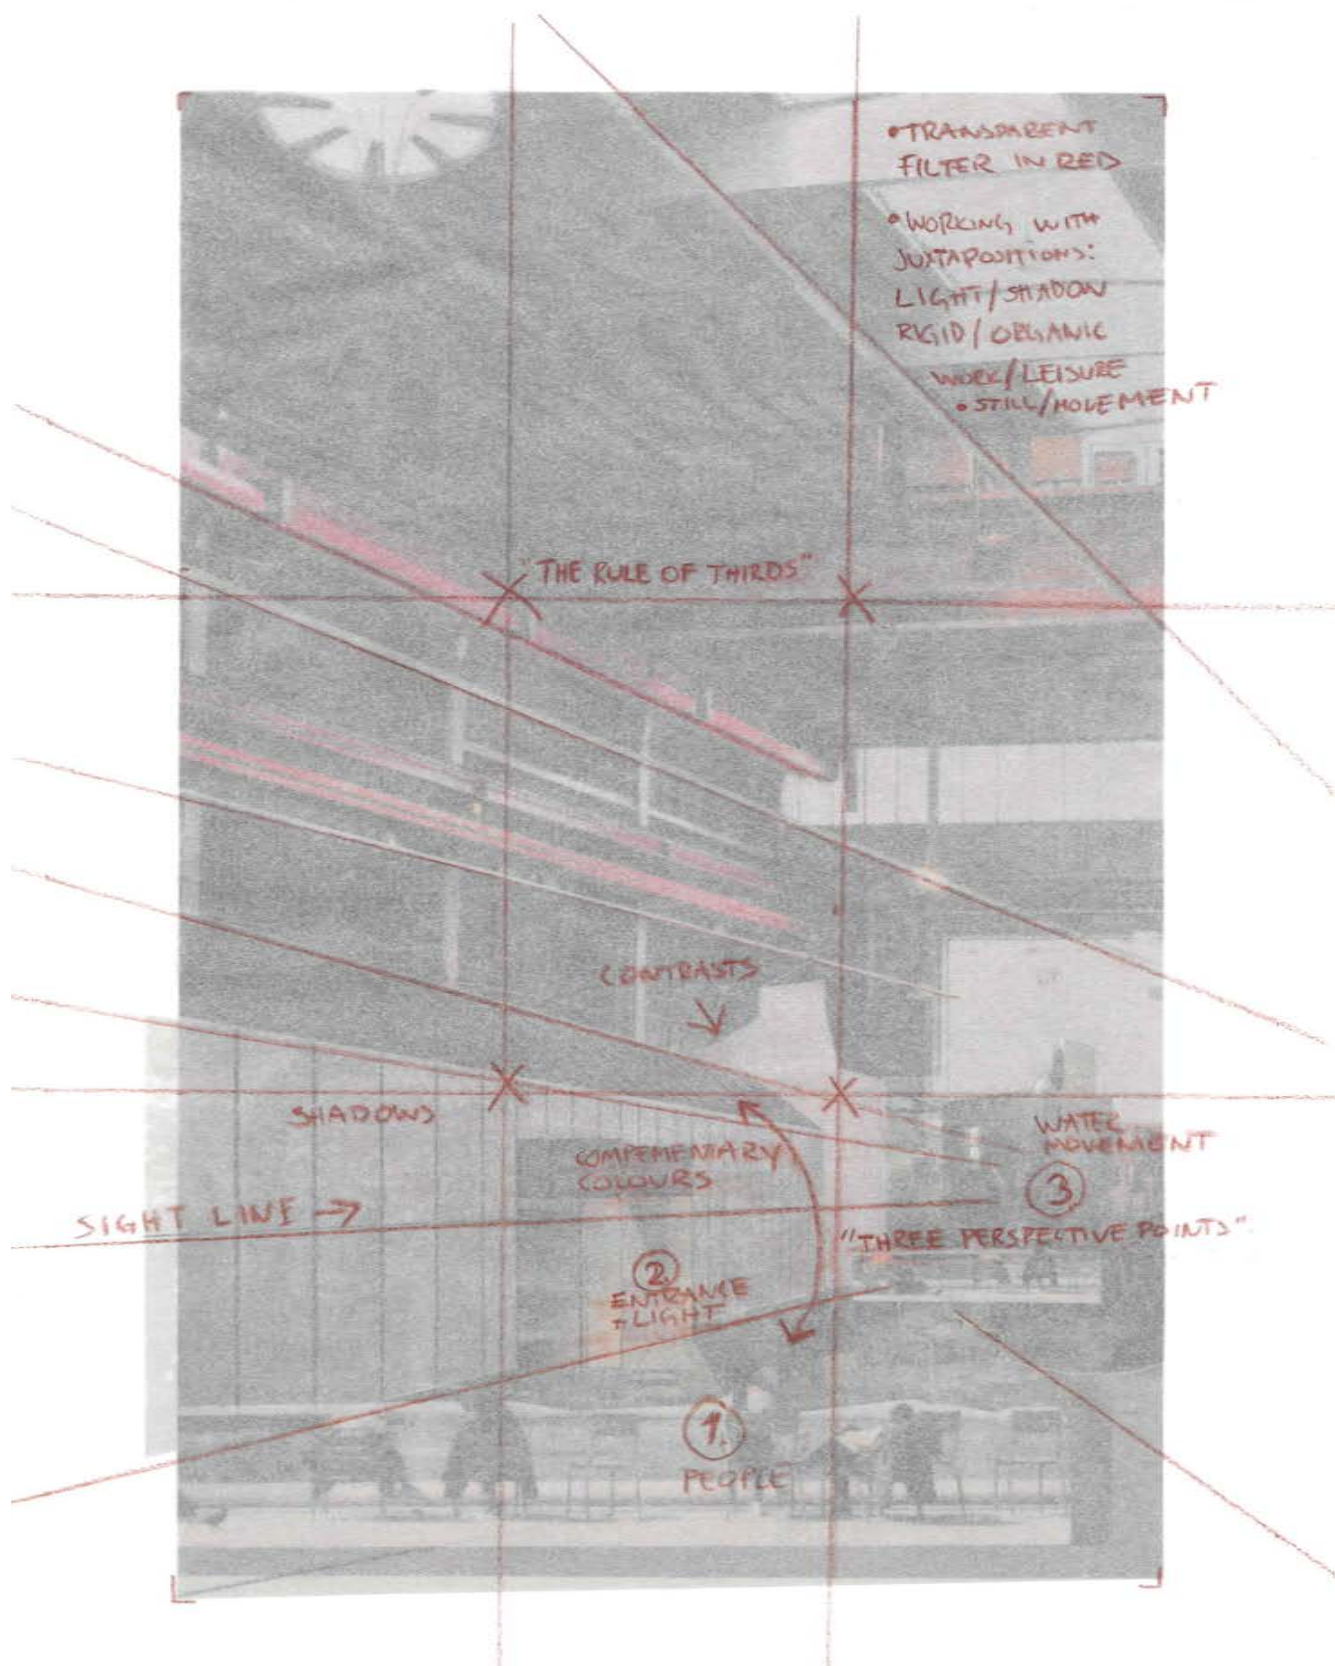 • TRANSPARENT
FILTER IN RED
• WORKING WITH
JUXTAPOSITIONS:
LIGHT/SHADOW
RIGID/ORGANIC
WORK/LEISURE
• STILL/MOVEMENT
"THE RULE OF THIRDS"
CONTRASTS
SHADOWS
WATER
MOVEMENT
COMPEMENTARY
COLOURS
3
SIGHT LINE →
"THREE PERSPECTIVE POINTS"
2.
ENTRANCE
+ LIGHT
1.
PEOPLE